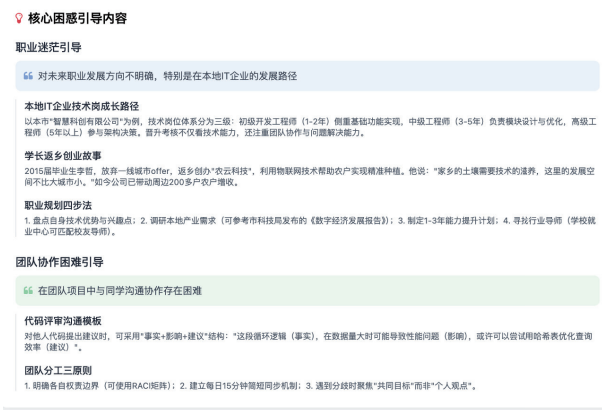 核心困惑引导内容
职业迷茫引导
对未来职业发展方向不明确，特别是在本地IT企业的发展路径
本地IT企业技术岗成长路径
以本市"智慧科创有限公司"为例，技术岗位体系分为三级：初级开发工程师（1-2年）侧重基础功能实现，中级工程师（3-5年）负责模块设计与优化，高级工
程师（5年以上）参与架构决策。晋升考核不仅看技术能力，还注重团队协作与问题解决能力。
学长返乡创业故事
2015届毕业生李哲，放弃一线城市offer，返乡创办"农云科技"，利用物联网技术帮助农户实现精准种植。他说："家乡的土壤需要技术的滋养，这里的发展空
间不比大城市小。"如今公司已带动周边200多户农户增收。
职业规划四步法
1. 盘点自身技术优势与兴趣点；2. 调研本地产业需求（可参考市科技局发布的《数字经济发展报告》）；3. 制定1-3年能力提升计划；4. 寻找行业导师（学校就
业中心可匹配校友导师）。
团队协作困难引导
在团队项目中与同学沟通协作存在困难
代码评审沟通模板
对他人代码提出建议时，可采用"事实+影响+建议"结构："这段循环逻辑（事实），在数据量大时可能导致性能问题（影响），或许可以尝试用哈希表优化查询
效率（建议）"。
团队分工三原则
1. 明确各自权责边界（可使用RACI矩阵）；2. 建立每日15分钟简短同步机制；3. 遇到分歧时聚焦"共同目标"而非"个人观点"。